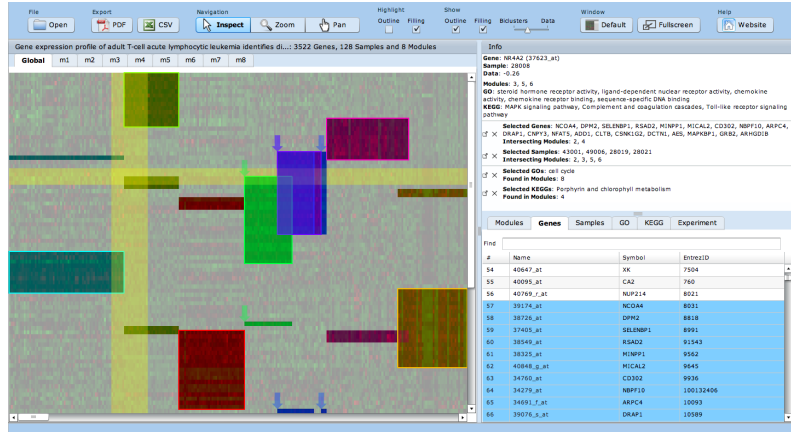 File
Export
Navigation
Highlight
Show
Window
Help
Open
PDF
CSV
Inspect
Zoom
Pan
Outline Filling
Outline Filling Biclusters Data
Default
Fullscreen
Website
Gene expression profile of adult T-cell acute lymphocytic leukemia identifies di...: 3522 Genes, 128 Samples and 8 Modules
Global m1 m2 m3 m4 m5 m6 m7 m8
Info
Gene: NR4A2 (37623_at)
Sample: 28008
Data: -0.26
Modules: 3, 5, 6
GO: steroid hormone receptor activity, ligand-dependent nuclear receptor activity, chemokine
activity, chemokine receptor binding, sequence-specific DNA binding
KEGG: MAPK signaling pathway, Complement and coagulation cascades, Toll-like receptor signaling
pathway
Selected Genes: NCOA4, DPM2, SELENBP1, RSAD2, MINPP1, MICAL2, CD302, NBPF10, ARPC4,
DRAP1, CNPY3, NFAT5, ADD1, CLTB, CSNK1G2, DCTN1, AES, MAPKBP1, GRB2, ARHGDIB
Intersecting Modules: 2, 4
Selected Samples: 43001, 49006, 28019, 28021
Intersecting Modules: 2, 3, 5, 6
Selected GOs: cell cycle
Found in Modules: 8
Selected KEGGs: Porphyrin and chlorophyll metabolism
Found in Modules: 4
Modules Genes Samples GO KEGG Experiment
Find
# Name Symbol EntrezID
54 40647_at XK 7504
55 40095_at CA2 760
56 40769_r_at NUP214 8021
57 39174_at NCOA4 8031
58 38726_at DPM2 8818
59 37405_at SELENBP1 8991
60 38549_at RSAD2 91543
61 38325_at MINPP1 9562
62 40848_g_at MICAL2 9645
63 34760_at CD302 9936
64 34279_at NBPF10 100132406
65 34691_f_at ARPC4 10093
66 39076_s_at DRAP1 10589